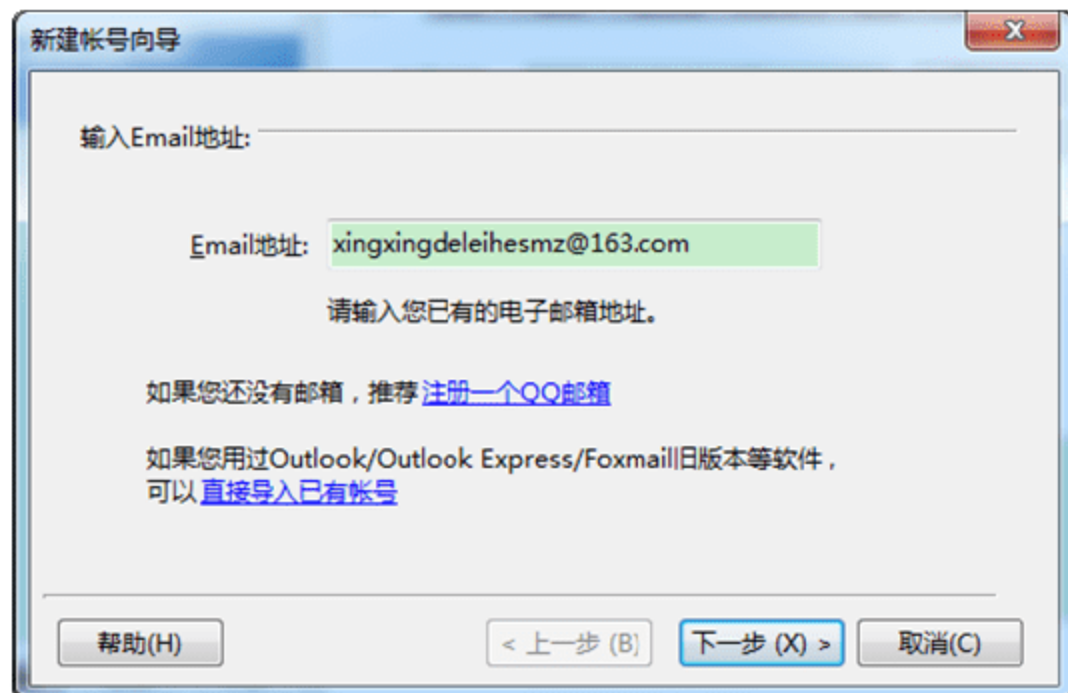 新建帐号向导
X
输入Email地址:
Email地址: xingxingdeleihesmz@163.com
请输入您已有的电子邮箱地址。
如果您还没有邮箱，推荐 注册一个QQ邮箱
如果您用过Outlook/Outlook Express/Foxmail旧版本等软件，
可以 直接导入已有帐号
帮助(H) < 上一步 (B) 下一步 (X) > 取消(C)